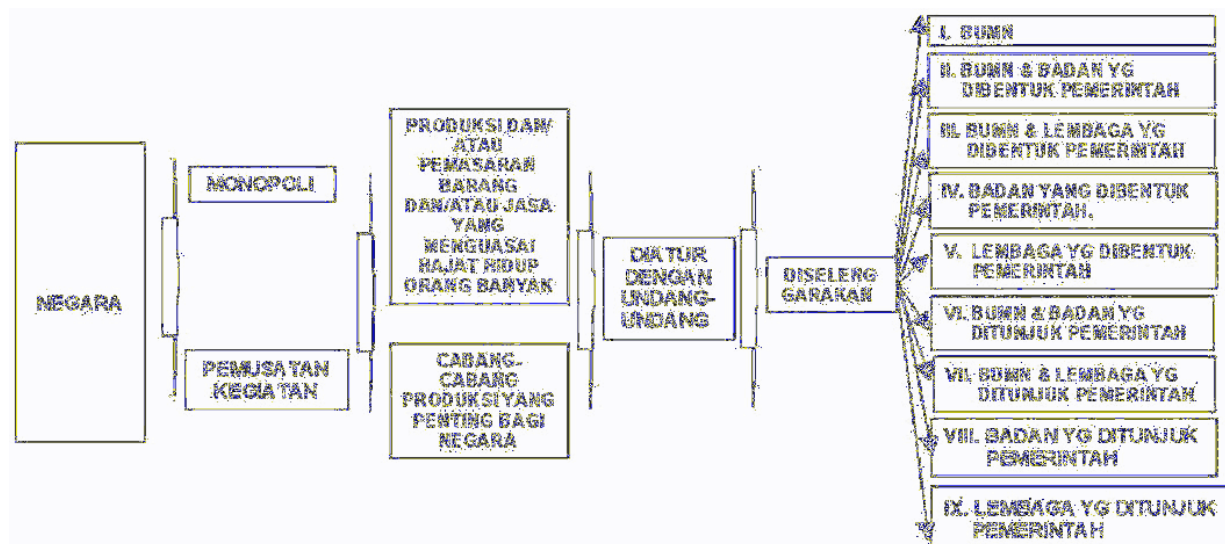 NEGARA
MONOPOLI
PEMUSATAN
KEGIATAN
PRODUKSI DAN/
ATAU
PEMASARAN
BARANG
DAN/ATAU JASA
YANG
MENGUASAI
HAJAT HIDUP
ORANG BANYAK
CABANG-
CABANG
PRODUKSI YANG
PENTING BAGI
NEGARA
DIATUR
DENGAN
UNDANG-
UNDANG
DISELENG
GARAKAN
I. BUMN
II. BUMN & BADAN YG
DIBENTUK PEMERINTAH
III. BUMN & LEMBAGA YG
DIBENTUK PEMERINTAH
IV. BADAN YANG DIBENTUK
PEMERINTAH.
V. LEMBAGA YG DIBENTUK
PEMERINTAH
VI. BUMN & BADAN YG
DITUNJUK PEMERINTAH
VII. BUMN & LEMBAGA YG
DITUNJUK PEMERINTAH
VIII. BADAN YG DITUNJUK
PEMERINTAH
IX. LEMBAGA YG DITUNJUK
PEMERINTAH